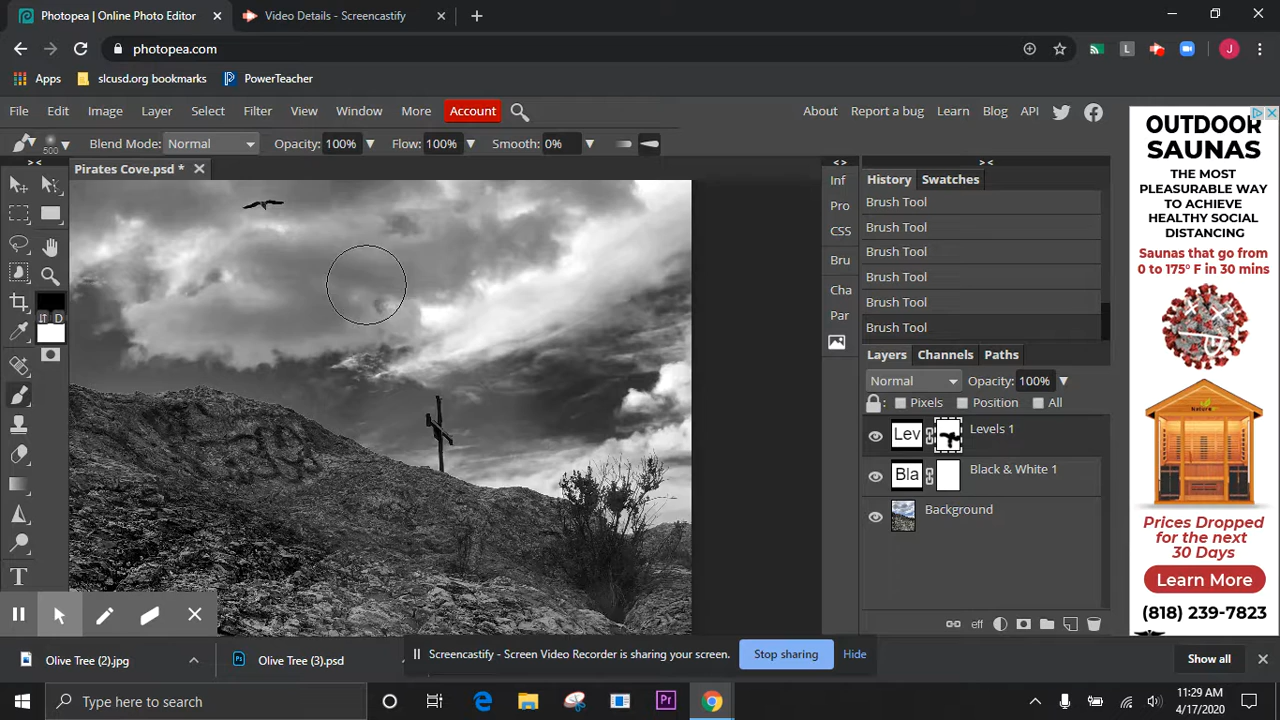 Photopea | Online Photo Editor
Video Details - Screencastify
photopea.com
L
J
Apps
slcusd.org bookmarks
PowerTeacher
File Edit Image Layer Select Filter View Window More Account
About Report a bug Learn Blog API
500
Blend Mode: Normal Opacity: 100% Flow: 100% Smooth: 0%
> <
Pirates Cove.psd *
<>
> <
Inf
Pro
CSS
Bru
Cha
Par
History Swatches
Brush Tool
Brush Tool
Brush Tool
Brush Tool
Brush Tool
Brush Tool
Layers Channels Paths
Normal Opacity: 100%
: Pixels Position All
Lev Levels 1
Bla Black & White 1
Background
eff
D
T
OUTDOOR
SAUNAS
THE MOST
PLEASURABLE WAY
TO ACHIEVE
HEALTHY SOCIAL
DISTANCING
Saunas that go from
0 to 175° F in 30 mins
Prices Dropped
for the next
30 Days
Learn More
(818) 239-7823
Screencastify - Screen Video Recorder is sharing your screen.
Stop sharing
Hide
Olive Tree (2).jpg
Olive Tree (3).psd
Show all
Type here to search
Pr
11:29 AM
4/17/2020